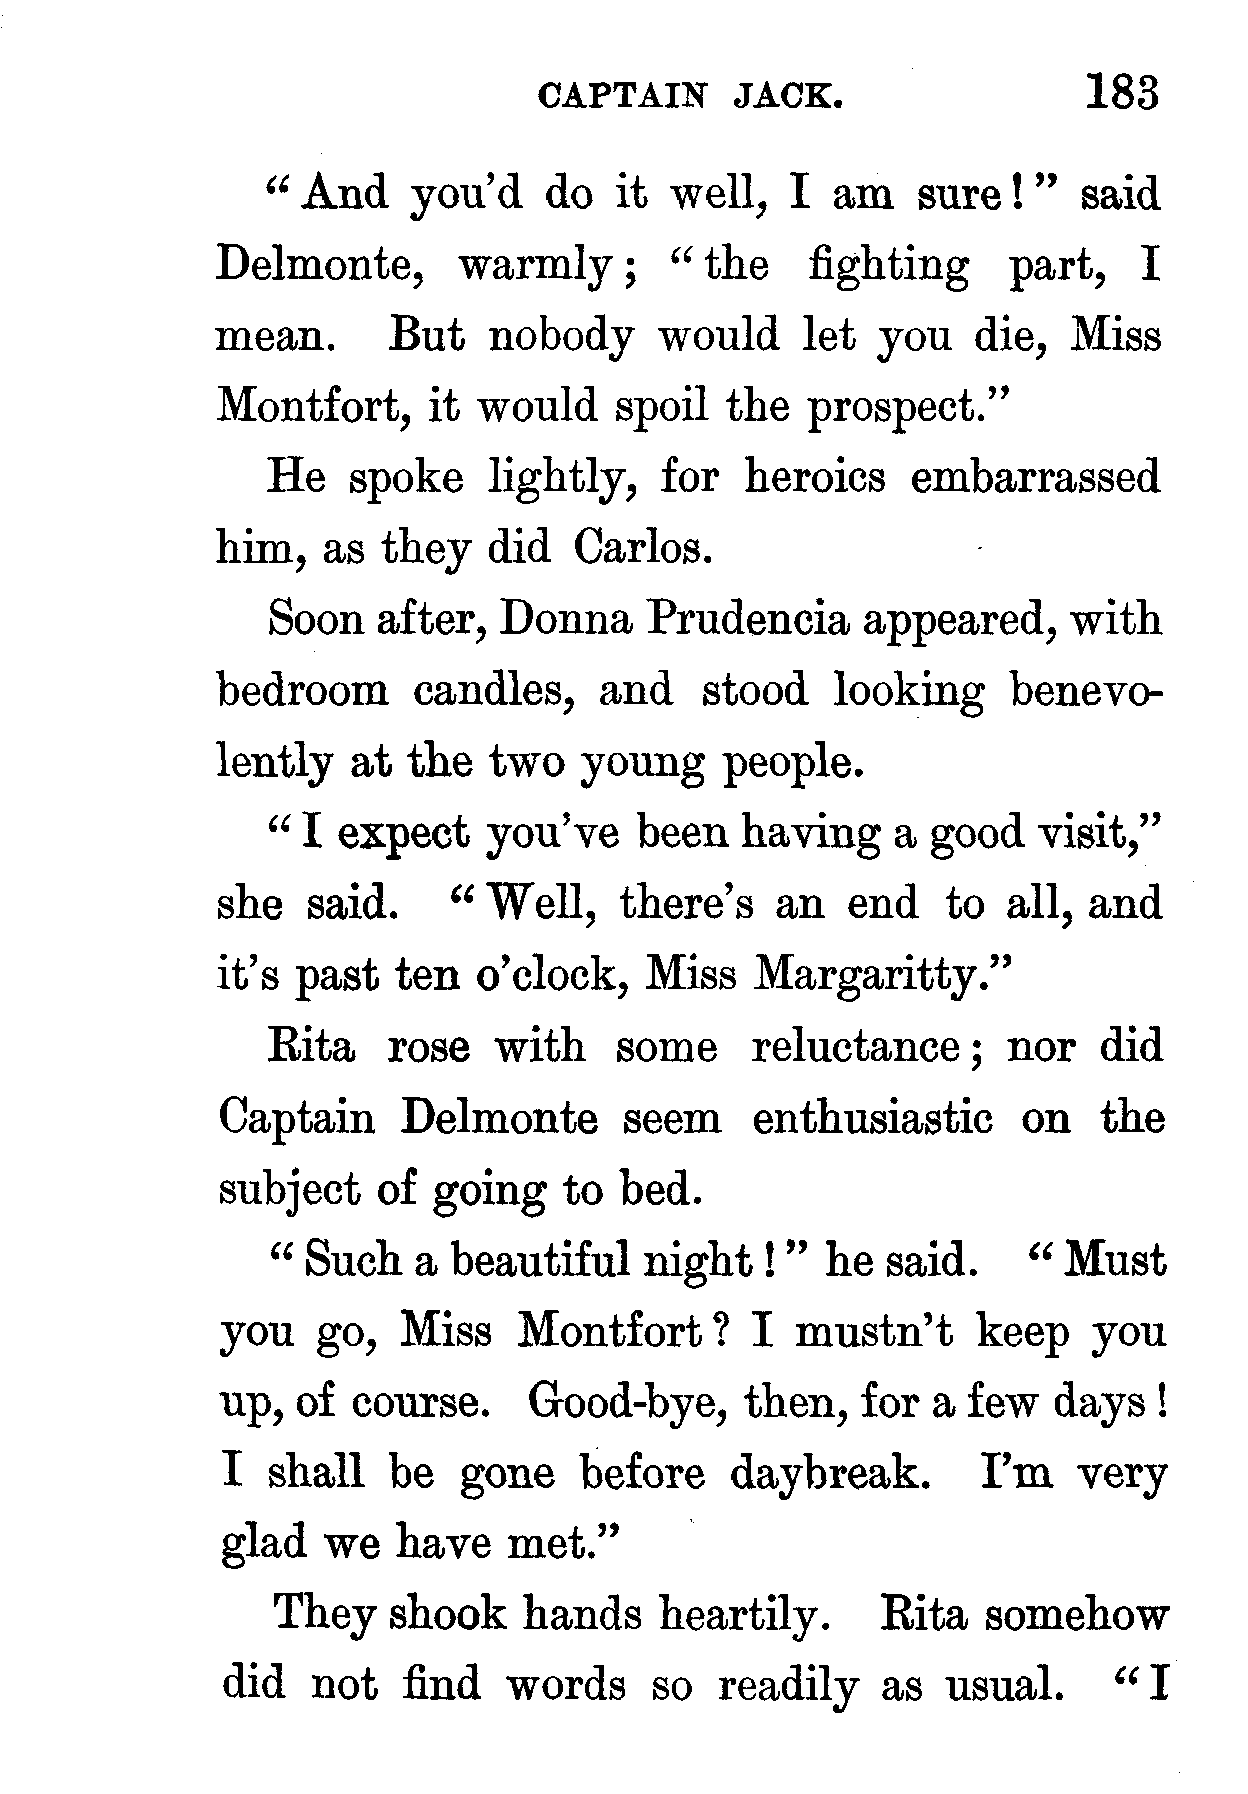 CAPTAIN JACK. 183
“ And you’d do it well, I am sure! ” said
Delmonte, warmly ; “ the fighting part, I
mean. But nobody would let you die, Miss
Montfort, it would spoil the prospect.”
He spoke lightly, for heroics embarrassed
him, as they did Carlos.
Soon after, Donna Prudencia appeared, with
bedroom candles, and stood looking benevo-
lently at the two young people.
“ I expect you’ve been having a good visit,”
she said. “ Well, there’s an end to all, and
it’s past ten o’clock, Miss Margaritty.”
Rita rose with some reluctance ; nor did
Captain Delmonte seem enthusiastic on the
subject of going to bed.
“ Such a beautiful night ! ” he said. “ Must
you go, Miss Montfort ? I mustn’t keep you
up, of course. Good-bye, then, for a few days !
I shall be gone before daybreak. I’m very
glad we have met.”
They shook hands heartily. Rita somehow
did not find words so readily as usual. “ I